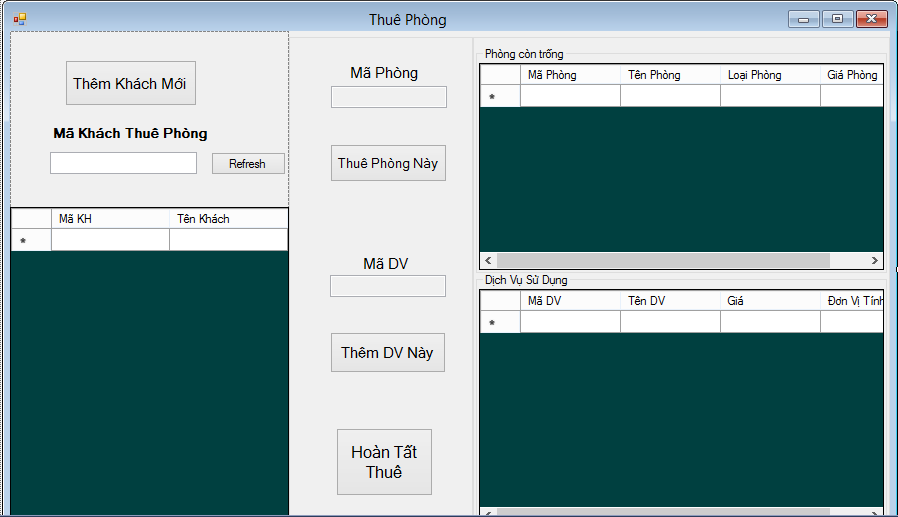 Thuê Phòng
Thêm Khách Mới
Mã Khách Thuê Phòng
Refresh
Mã KH Tên Khách
*
Mã Phòng
Thuê Phòng Này
Mã DV
Thêm DV Này
Hoàn Tất
Thuê
Phòng còn trống
Mã Phòng Tên Phòng Loại Phòng Giá Phòng
*
Dịch Vụ Sử Dụng
Mã DV Tên DV Giá Đơn Vị Tính
*